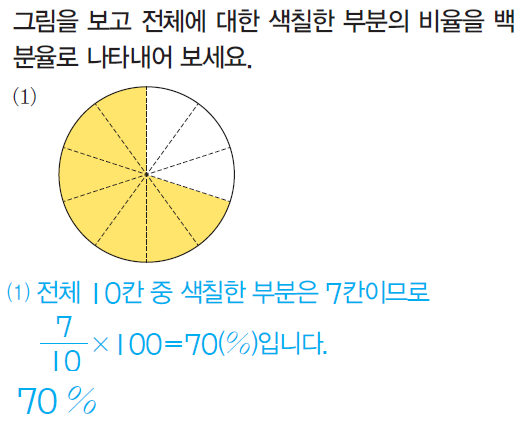 그림을 보고 전체에 대한 색칠한 부분의 비율을 백
분율로 나타내어 보세요.
(1)
(1) 전체 10칸 중 색칠한 부분은 7칸이므로
7/10×100=70(%)입니다.
70 %